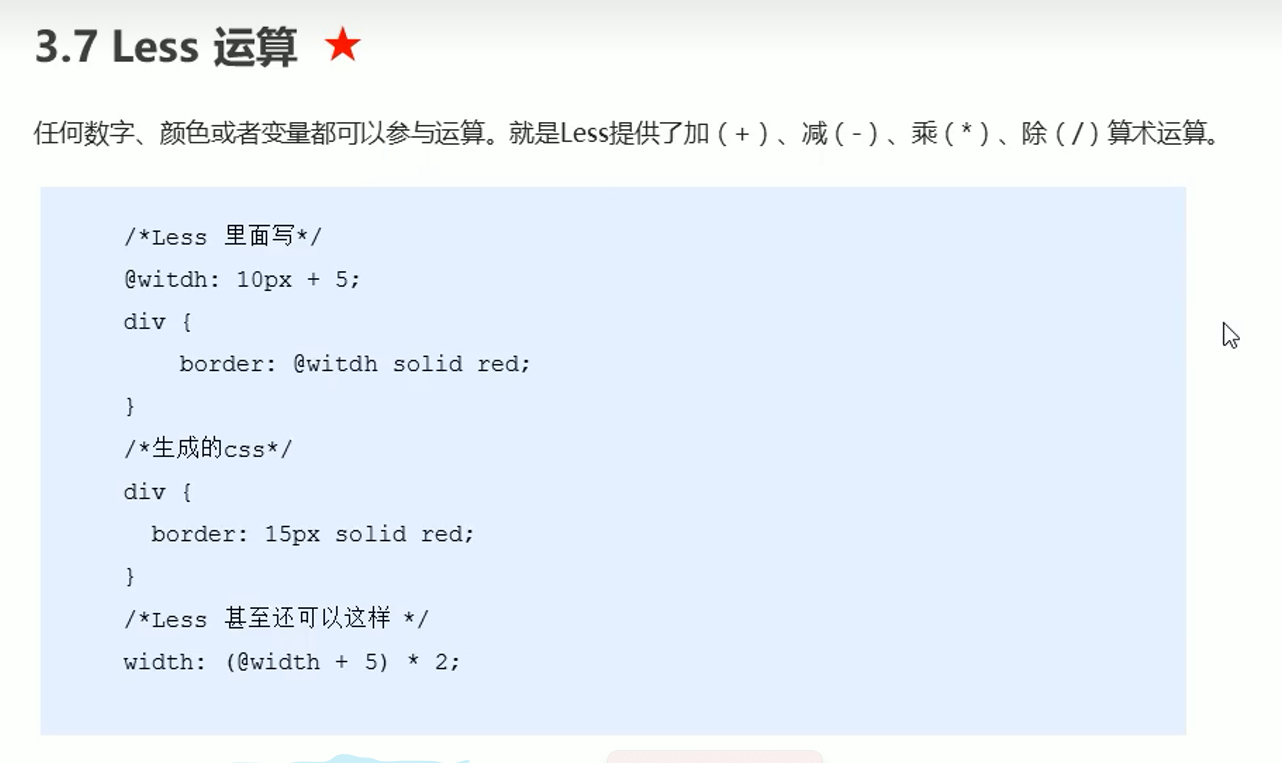 3.7 Less 运算
任何数字、颜色或者变量都可以参与运算。就是Less提供了加（+）、减（-）、乘（*）、除（/）算术运算。
/*Less 里面写*/
@witdh: 10px + 5;
div {
border: @witdh solid red;
}
/*生成的css*/
div {
border: 15px solid red;
}
/*Less 甚至还可以这样 */
width: (@width + 5) * 2;